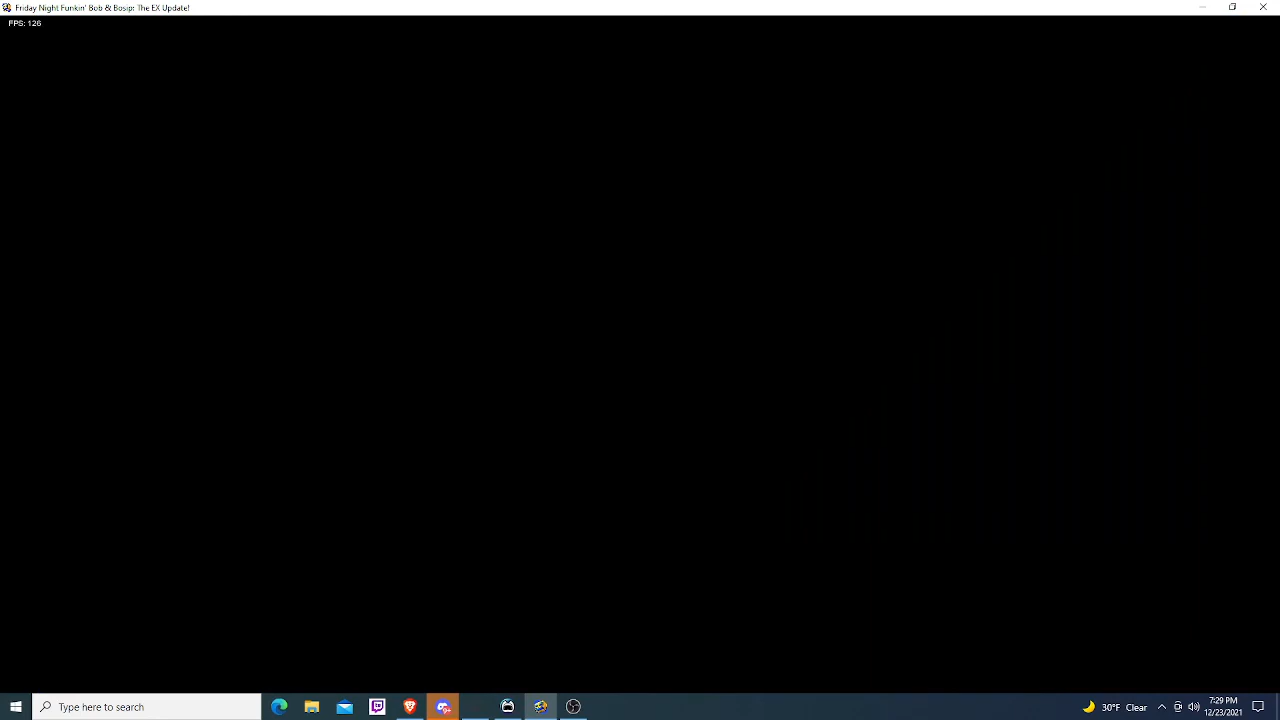 Friday Night Funkin' Bob & Bosip: The EX Update!
FPS: 126
Type here to search
30°F Clear
7:29 PM
12/23/2021